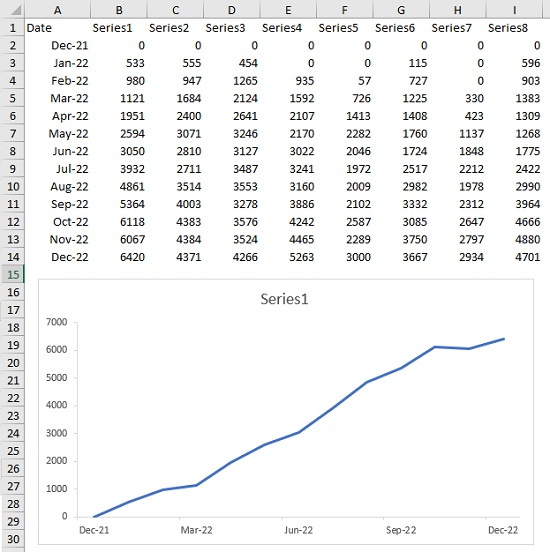 A B C D E F G H I
1 Date Series1 Series2 Series3 Series4 Series5 Series6 Series7 Series8
2 Dec-21 0 0 0 0 0 0 0 0
3 Jan-22 533 555 454 0 0 115 0 596
4 Feb-22 980 947 1265 935 57 727 0 903
5 Mar-22 1121 1684 2124 1592 726 1225 330 1383
6 Apr-22 1951 2400 2641 2107 1413 1408 423 1309
7 May-22 2594 3071 3246 2170 2282 1760 1137 1268
8 Jun-22 3050 2810 3127 3022 2046 1724 1848 1775
9 Jul-22 3932 2711 3487 3241 1972 2517 2212 2422
10 Aug-22 4861 3514 3553 3160 2009 2982 1978 2990
11 Sep-22 5364 4003 3278 3886 2102 3332 2312 3964
12 Oct-22 6118 4383 3576 4242 2587 3085 2647 4666
13 Nov-22 6067 4384 3524 4465 2289 3750 2797 4880
14 Dec-22 6420 4371 4266 5263 3000 3667 2934 4701
15
16
17 Series1
18 7000
19
20 6000
21 5000
22
23 4000
24
25 3000
26
27 2000
28 1000
29 0
30 Dec-21 Mar-22 Jun-22 Sep-22 Dec-22